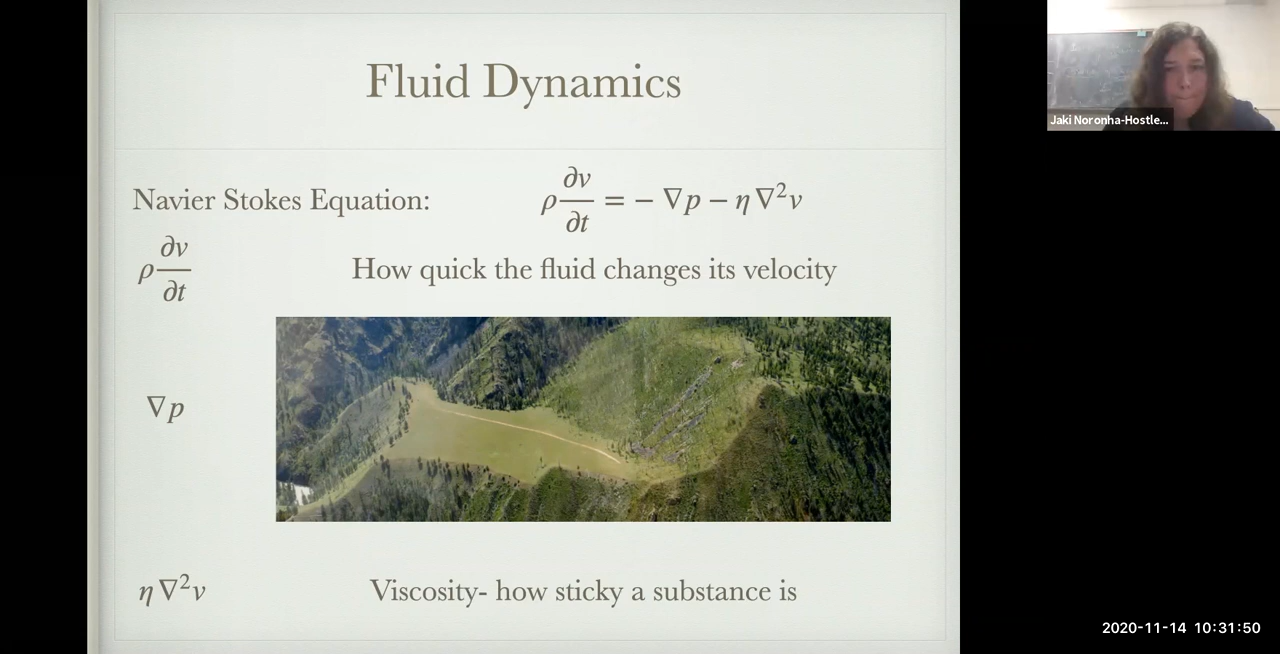 Fluid Dynamics
Navier Stokes Equation: ρ ∂v/∂t = − ∇p − η∇²v
ρ ∂v/∂t How quick the fluid changes its velocity
∇p
η∇²v Viscosity- how sticky a substance is
Jaki Noronha-Hostle...
2020-11-14 10:31:50